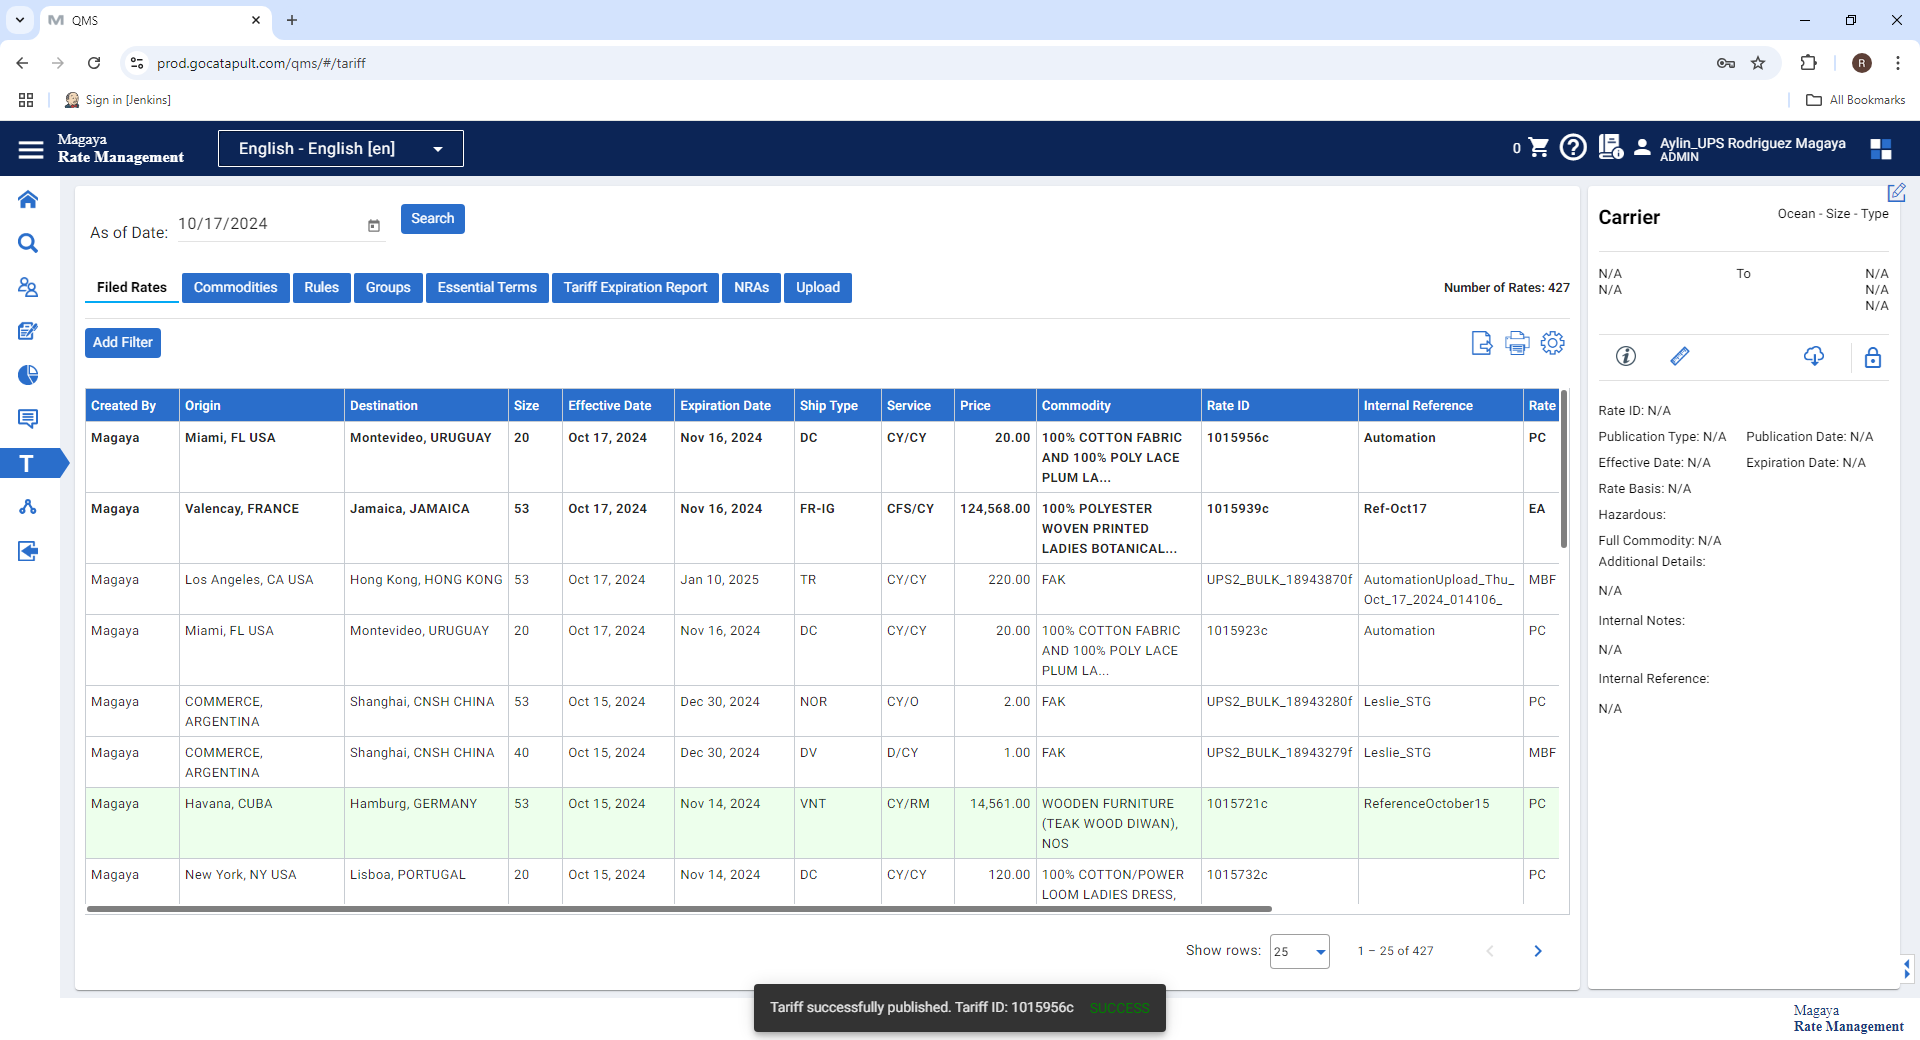 QMS
prod.gocatapult.com/qms/#/tariff
R
Sign in [Jenkins]
All Bookmarks
Magaya
Rate Management
English - English [en]
0
Aylin_UPS Rodriguez Magaya
ADMIN
As of Date:
10/17/2024
Search
Filed Rates
Commodities
Rules
Groups
Essential Terms
Tariff Expiration Report
NRAs
Upload
Number of Rates: 427
Add Filter
Created By Origin Destination Size Effective Date Expiration Date Ship Type Service Price Commodity Rate ID Internal Reference Rate
Magaya Miami, FL USA Montevideo, URUGUAY 20 Oct 17, 2024 Nov 16, 2024 DC CY/CY 20.00 100% COTTON FABRIC 1015956c Automation PC
AND 100% POLY LACE
PLUM LA...
Magaya Valencay, FRANCE Jamaica, JAMAICA 53 Oct 17, 2024 Nov 16, 2024 FR-IG CFS/CY 124,568.00 100% POLYESTER 1015939c Ref-Oct17 EA
WOVEN PRINTED
LADIES BOTANICAL...
Magaya Los Angeles, CA USA Hong Kong, HONG KONG 53 Oct 17, 2024 Jan 10, 2025 TR CY/CY 220.00 FAK UPS2_BULK_18943870f AutomationUpload_Thu_ MBF
Oct_17_2024_014106_
Magaya Miami, FL USA Montevideo, URUGUAY 20 Oct 17, 2024 Nov 16, 2024 DC CY/CY 20.00 100% COTTON FABRIC 1015923c Automation PC
AND 100% POLY LACE
PLUM LA...
Magaya COMMERCE, Shanghai, CNSH CHINA 53 Oct 15, 2024 Dec 30, 2024 NOR CY/O 2.00 FAK UPS2_BULK_18943280f Leslie_STG PC
ARGENTINA
Magaya COMMERCE, Shanghai, CNSH CHINA 40 Oct 15, 2024 Dec 30, 2024 DV D/CY 1.00 FAK UPS2_BULK_18943279f Leslie_STG MBF
ARGENTINA
Magaya Havana, CUBA Hamburg, GERMANY 53 Oct 15, 2024 Nov 14, 2024 VNT CY/RM 14,561.00 WOODEN FURNITURE 1015721c ReferenceOctober15 PC
(TEAK WOOD DIWAN),
NOS
Magaya New York, NY USA Lisboa, PORTUGAL 20 Oct 15, 2024 Nov 14, 2024 DC CY/CY 120.00 100% COTTON/POWER 1015732c PC
LOOM LADIES DRESS,
Show rows: 25 1 – 25 of 427
Carrier
Ocean - Size - Type
N/A To N/A
N/A N/A
N/A
Rate ID: N/A
Publication Type: N/A Publication Date: N/A
Effective Date: N/A Expiration Date: N/A
Rate Basis: N/A
Hazardous:
Full Commodity: N/A
Additional Details:
N/A
Internal Notes:
N/A
Internal Reference:
N/A
T
Tariff successfully published. Tariff ID: 1015956c SUCCESS
Magaya
Rate Management